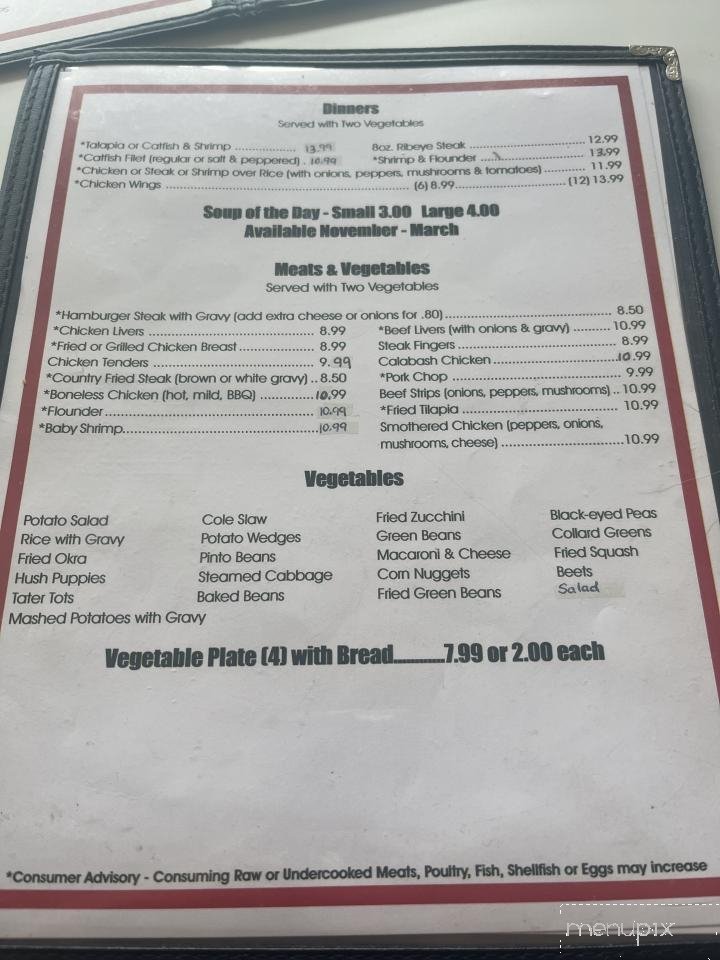 Dinners
Served with Two Vegetables
*Talapia or Catfish & Shrimp .................. 13.99
*Catfish Filet (regular or salt & peppered) . 10.99
8oz. Ribeye Steak .................. 12.99
*Shrimp & Flounder .................. 13.99
*Chicken or Steak or Shrimp over Rice (with onions, peppers, mushrooms & tomatoes) ........... 11.99
*Chicken Wings .................. (6) 8.99 .................. (12) 13.99
Soup of the Day - Small 3.00 Large 4.00
Available November - March
Meats & Vegetables
Served with Two Vegetables
*Hamburger Steak with Gravy (add extra cheese or onions for .80) .................. 8.50
*Chicken Livers .................. 8.99
*Fried or Grilled Chicken Breast .................. 8.99
Chicken Tenders .................. 9.99
*Country Fried Steak (brown or white gravy) .. 8.50
*Boneless Chicken (hot, mild, BBQ) .................. 10.99
*Flounder .................. 10.99
*Baby Shrimp .................. 10.99
*Beef Livers (with onions & gravy) .......... 10.99
Steak Fingers .................. 8.99
Calabash Chicken .................. 10.99
*Pork Chop .................. 9.99
Beef Strips (onions, peppers, mushrooms) .. 10.99
*Fried Tilapia .................. 10.99
Smothered Chicken (peppers, onions,
mushrooms, cheese) .................. 10.99
Vegetables
Potato Salad
Rice with Gravy
Fried Okra
Hush Puppies
Tater Tots
Mashed Potatoes with Gravy
Cole Slaw
Potato Wedges
Pinto Beans
Steamed Cabbage
Baked Beans
Fried Zucchini
Green Beans
Macaroni & Cheese
Corn Nuggets
Fried Green Beans
Black-eyed Peas
Collard Greens
Fried Squash
Beets
Salad
Vegetable Plate (4) with Bread...........7.99 or 2.00 each
*Consumer Advisory - Consuming Raw or Undercooked Meats, Poultry, Fish, Shellfish or Eggs may increase
menupix